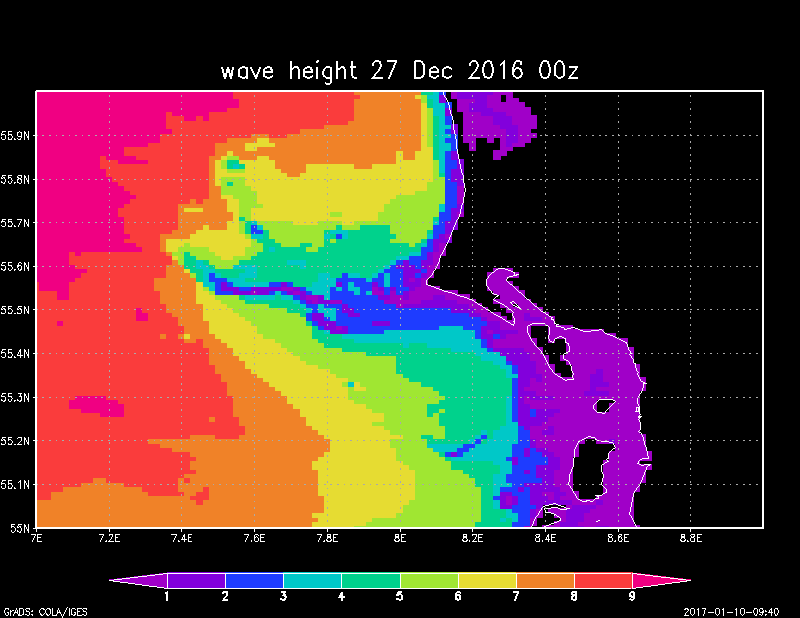 wave height 27 Dec 2016 00z
55.9N
55.8N
55.7N
55.6N
55.5N
55.4N
55.3N
55.2N
55.1N
55N
7E 7.2E 7.4E 7.6E 7.8E 8E 8.2E 8.4E 8.6E 8.8E
1 2 3 4 5 6 7 8 9
GrADS: COLA/IGES 2017-01-10-09:40